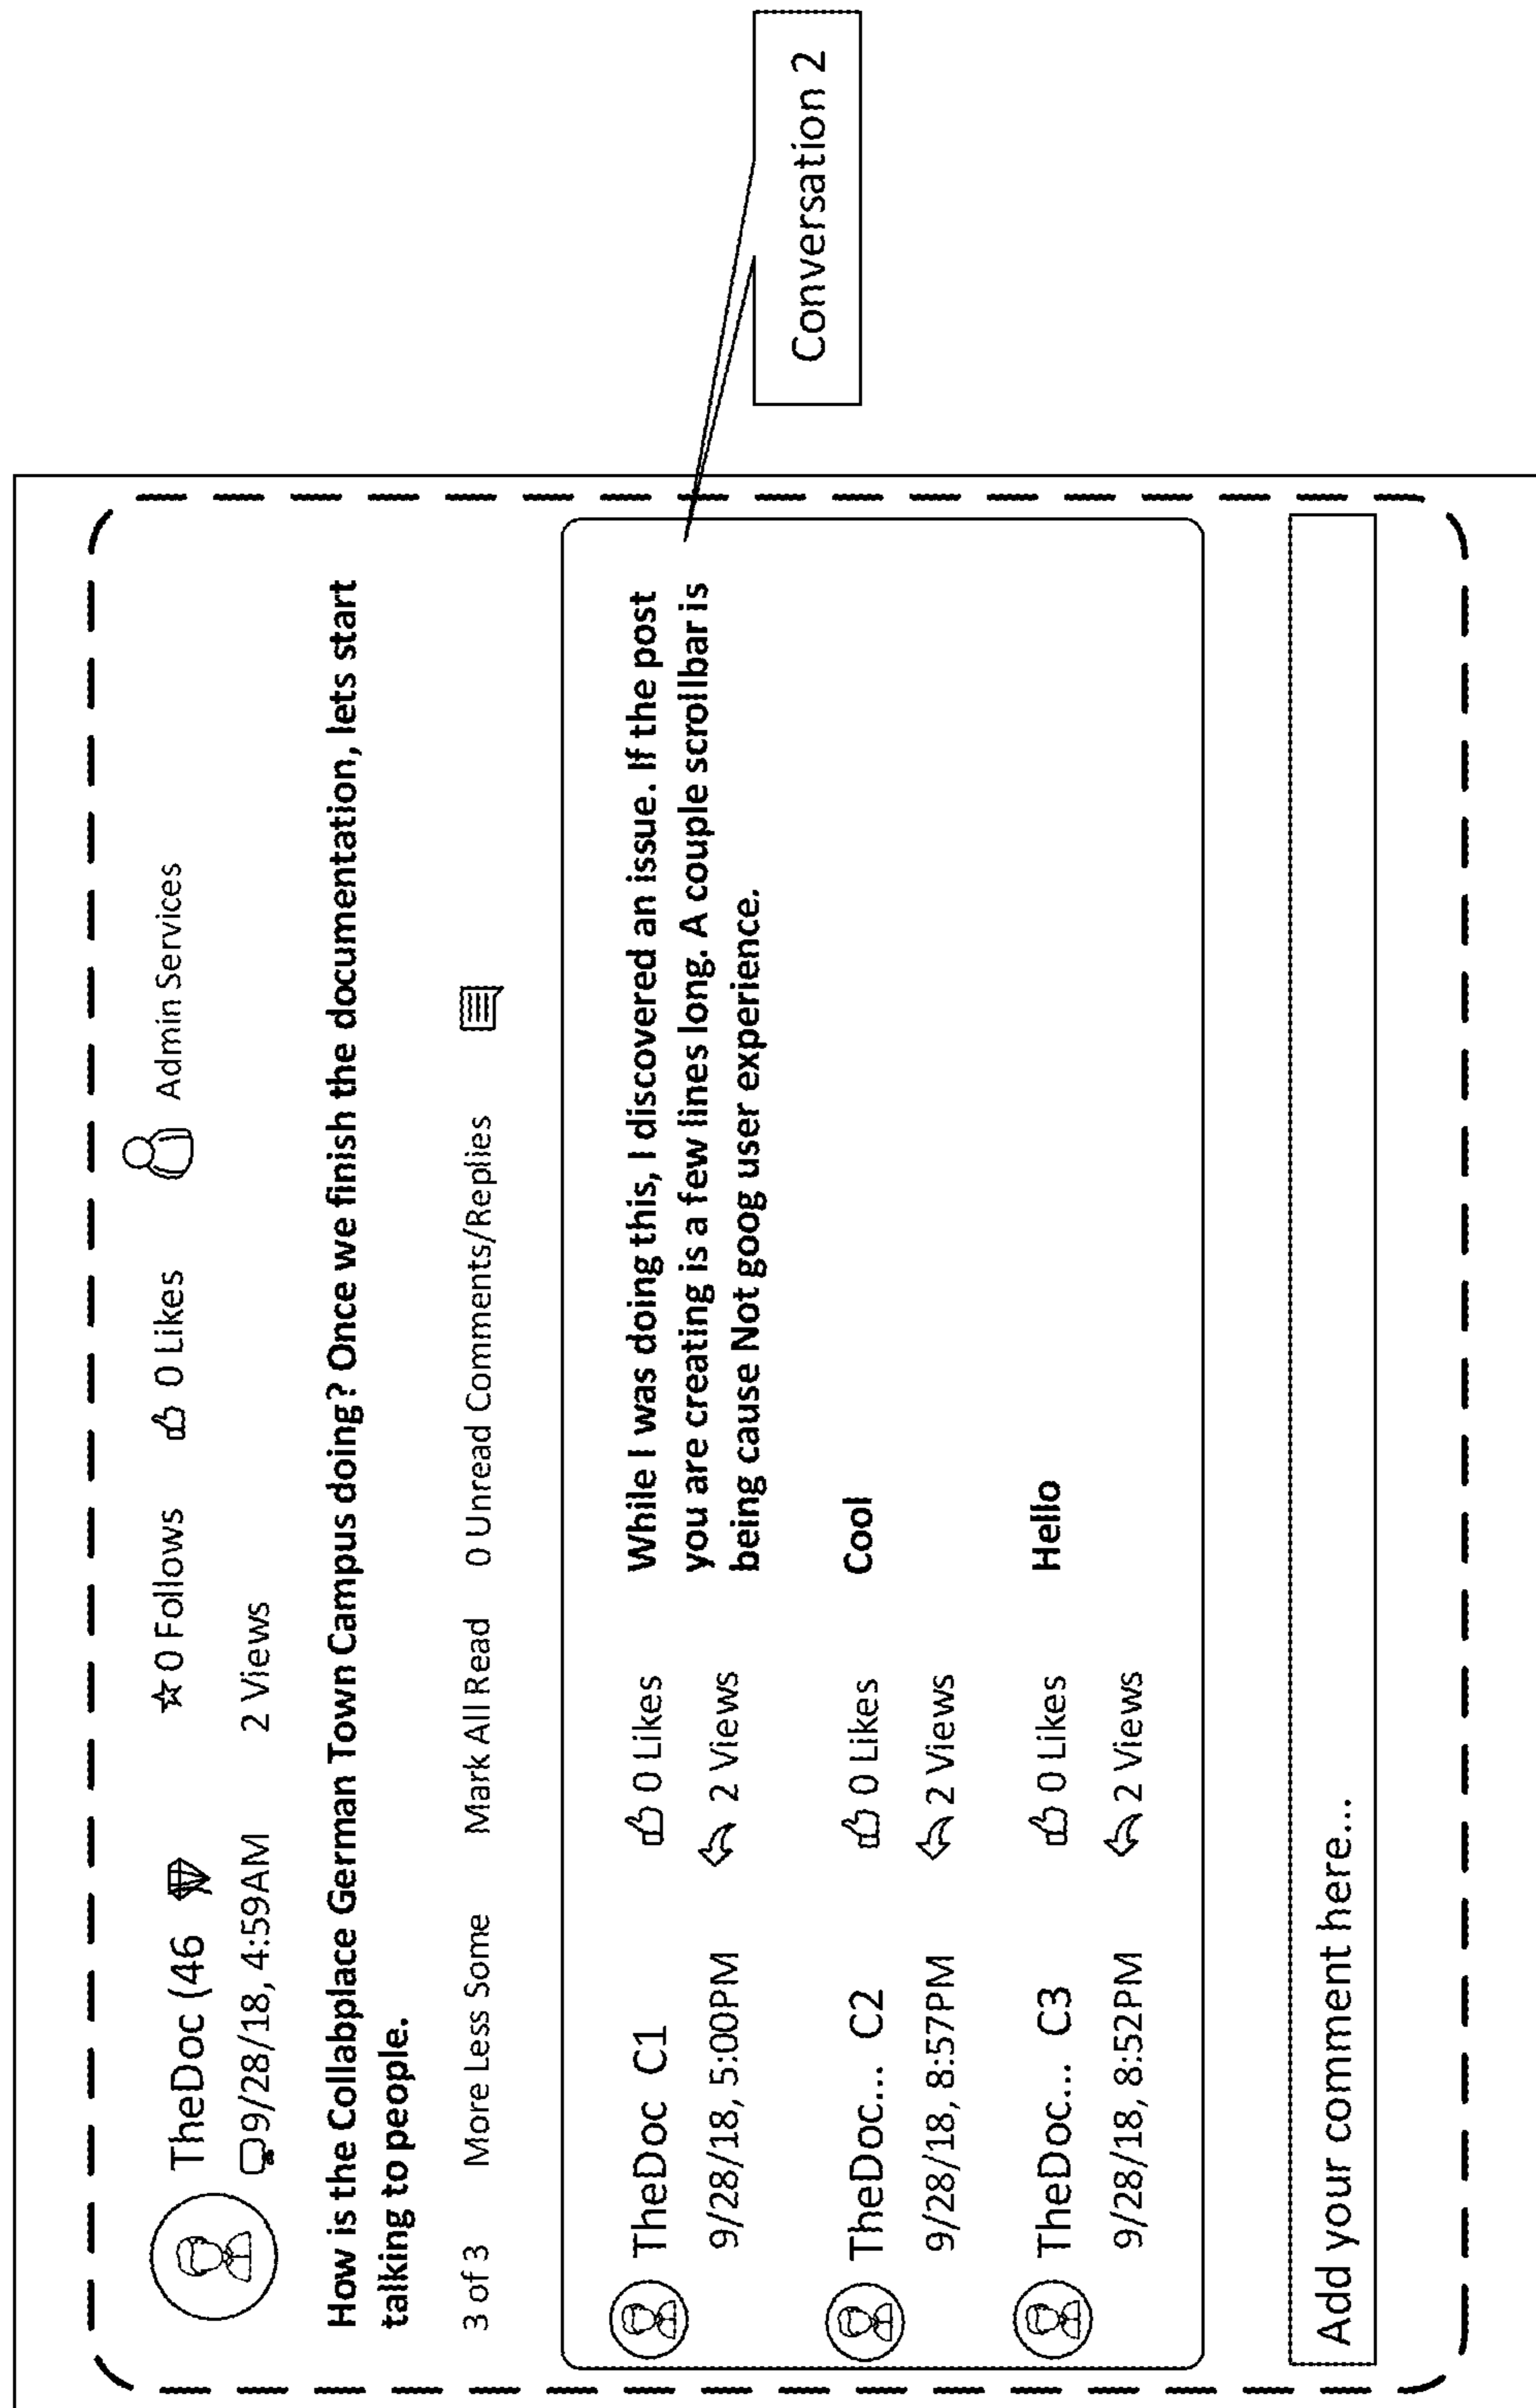 TheDoc (46 ☆ 0 Follows 0 Likes Admin Services
9/28/18, 4:59AM 2 Views
How is the Collabplace German Town Campus doing? Once we finish the documentation, lets start
talking to people.
3 of 3 More Less Some Mark All Read 0 Unread Comments/Replies
TheDoc C1 0 Likes While I was doing this, I discovered an issue. If the post
9/28/18, 5:00PM 2 Views you are creating is a few lines long. A couple scrollbar is
being cause Not goog user experience.
TheDoc... C2 0 Likes Cool
9/28/18, 8:57PM 2 Views
TheDoc... C3 0 Likes Hello
9/28/18, 8:52PM 2 Views
Add your comment here...
Conversation 2